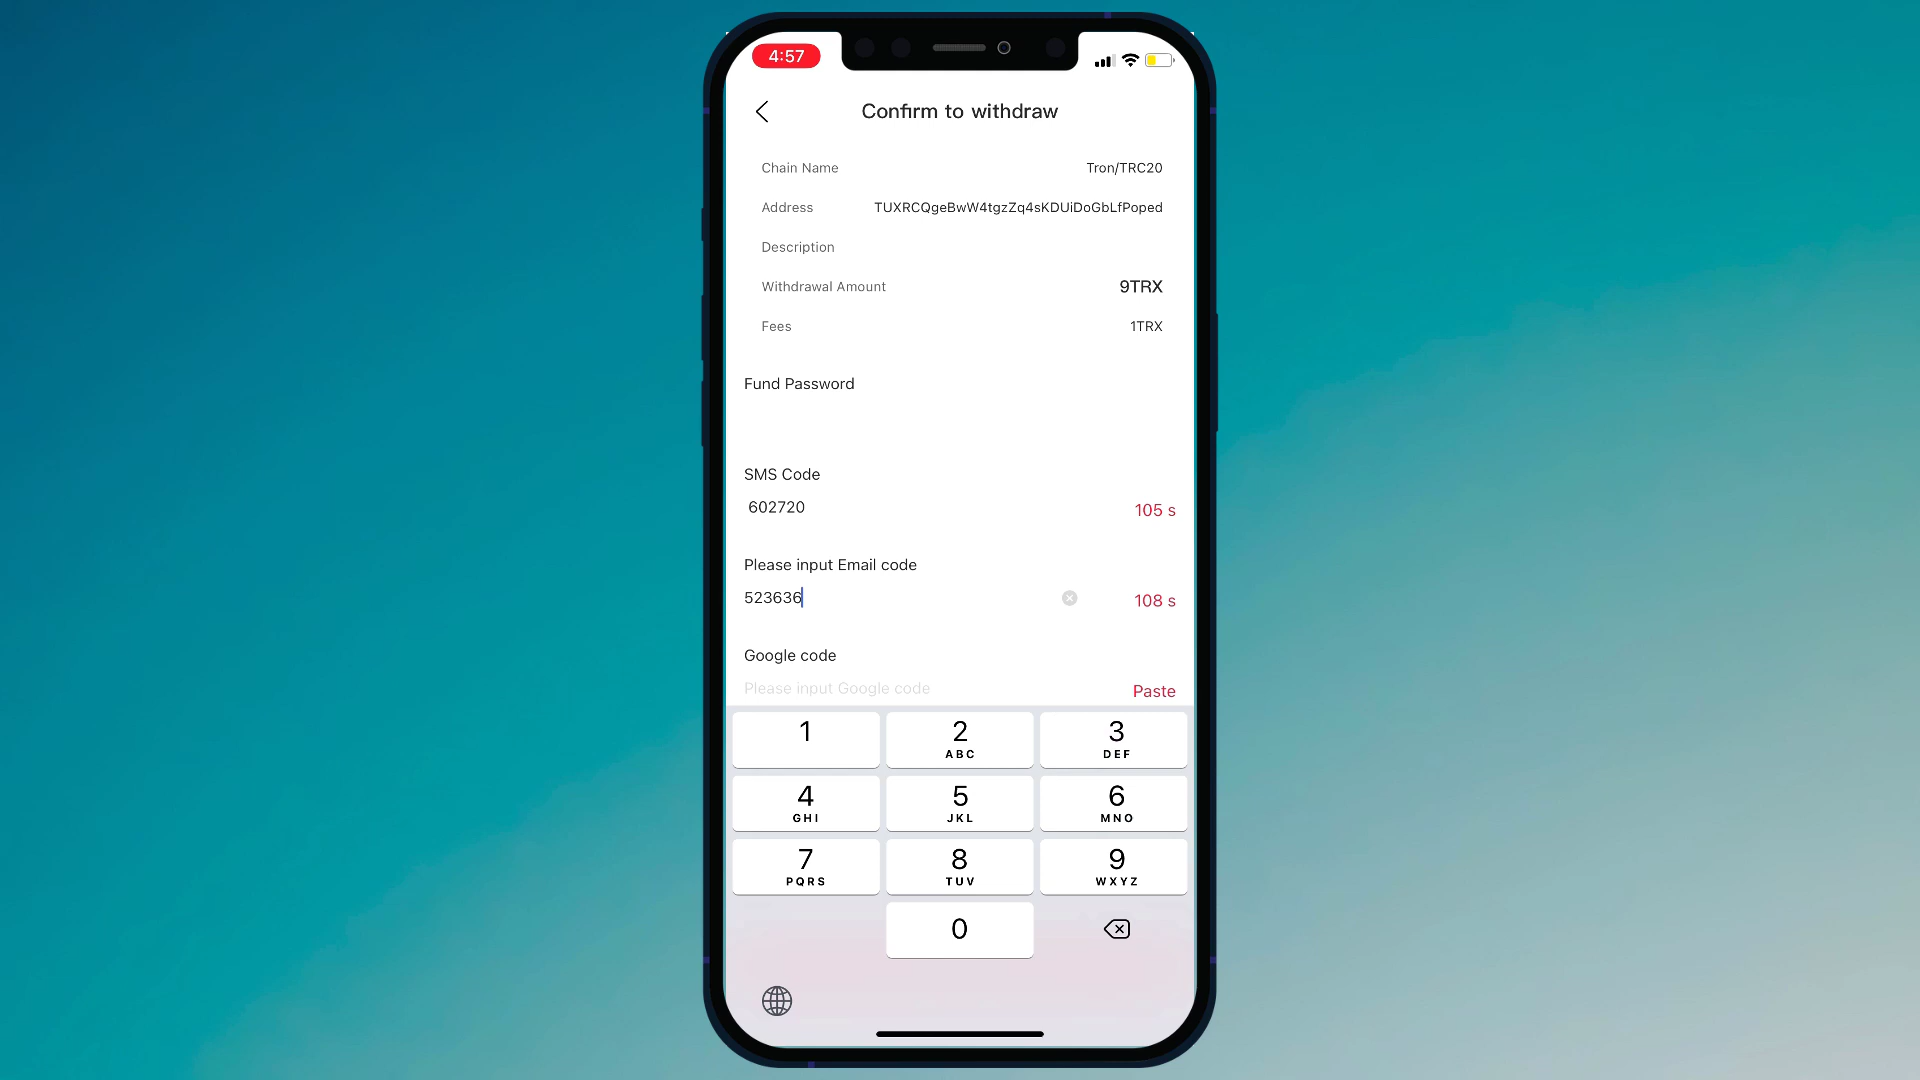 4:57
Confirm to withdraw
Chain Name Tron/TRC20
Address TUXRCQgeBwW4tgzZq4sKDUiDoGbLfPoped
Description
Withdrawal Amount 9TRX
Fees 1TRX
Fund Password
SMS Code
602720 105 s
Please input Email code
523636 108 s
Google code
Please input Google code Paste
1 2 3
ABC DEF
4 5 6
GHI JKL MNO
7 8 9
PQRS TUV WXYZ
0